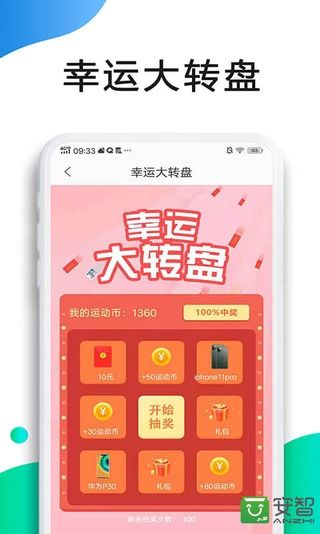 幸运大转盘
09:33
93
幸运大转盘
幸运
大转盘
我的运动币：1360
100%中奖
10元
+50运动币
iphone11pro
+30运动币
开始
抽奖
礼包
华为P30
礼包
+80运动币
剩余抽奖次数： 100
安智
AZ
ANZHI